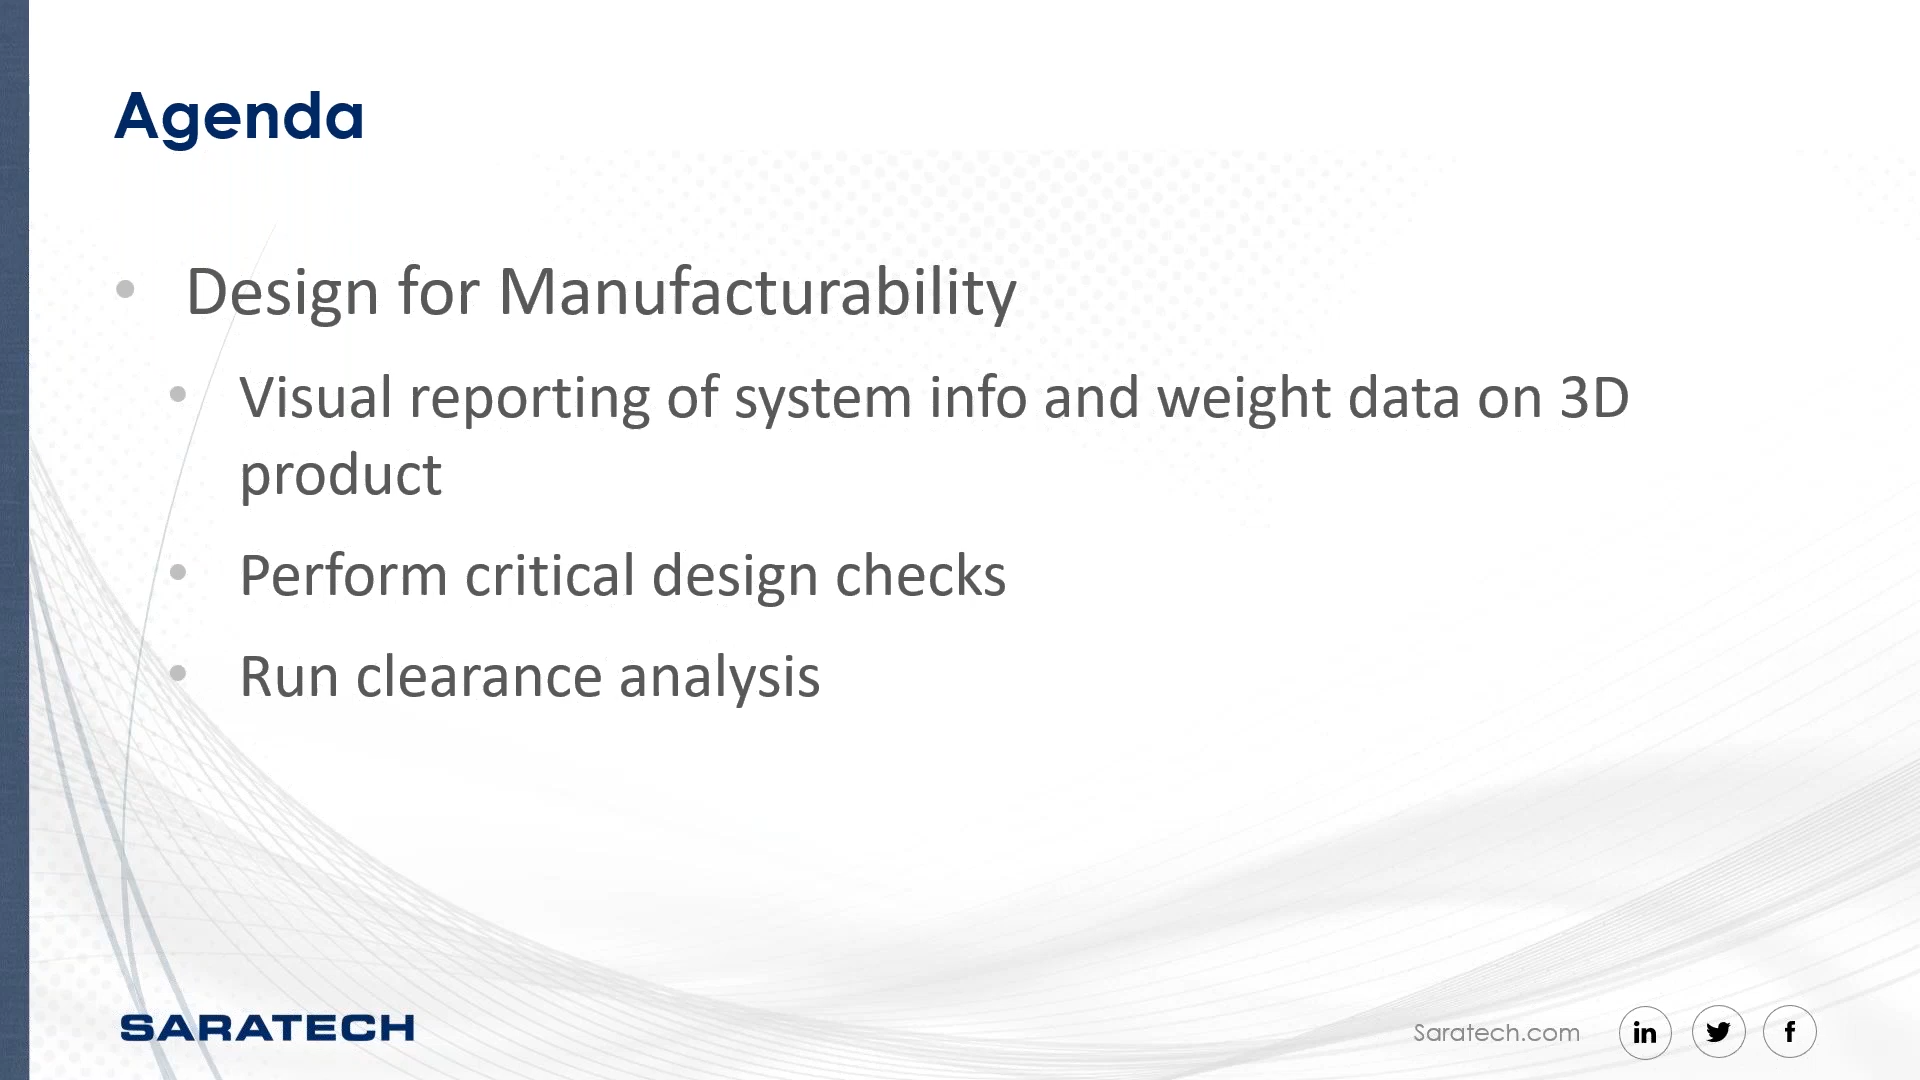 Agenda
• Design for Manufacturability
• Visual reporting of system info and weight data on 3D
product
• Perform critical design checks
• Run clearance analysis
SARATECH
Saratech.com in f